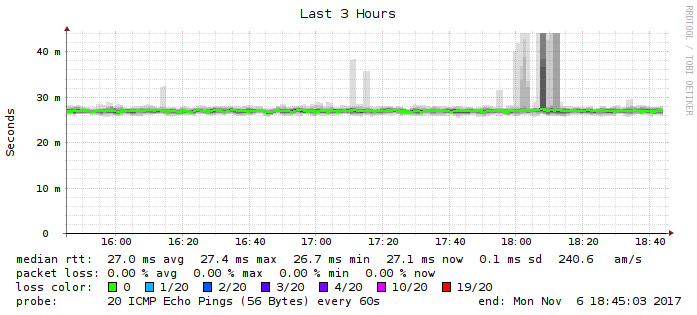 Last 3 Hours
RRDTOOL / TOBI OETIKER
Seconds
40 m
30 m
20 m
10 m
0
16:00 16:20 16:40 17:00 17:20 17:40 18:00 18:20 18:40
median rtt: 27.0 ms avg 27.4 ms max 26.7 ms min 27.1 ms now 0.1 ms sd 240.6 am/s
packet loss: 0.00 % avg 0.00 % max 0.00 % min 0.00 % now
loss color: 0 1/20 2/20 3/20 4/20 10/20 19/20
probe: 20 ICMP Echo Pings (56 Bytes) every 60s end: Mon Nov 6 18:45:03 2017